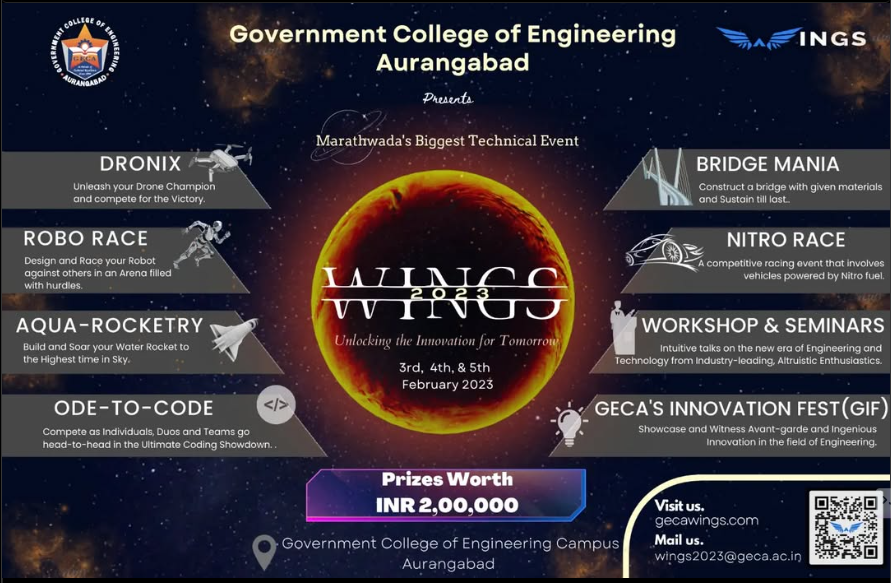 GOVERNMENT COLLEGE OF ENGINEERING
GECA
AURANGABAD
Government College of Engineering
Aurangabad
WINGS
Presents
Marathwada's Biggest Technical Event
DRONIX
Unleash your Drone Champion
and compete for the Victory.
ROBO RACE
Design and Race your Robot
against others in an Arena filled
with hurdles.
AQUA-ROCKETRY
Build and Soar your Water Rocket to
the Highest time in Sky.
ODE-TO-CODE
</>
Compete as Individuals, Duos and Teams go
head-to-head in the Ultimate Coding Showdown. .
WINGS
2023
Unlocking the Innovation for Tomorrow
3rd, 4th, & 5th
February 2023
BRIDGE MANIA
Construct a bridge with given materials
and Sustain till last..
NITRO RACE
A competitive racing event that involves
vehicles powered by Nitro fuel.
WORKSHOP & SEMINARS
Intuitive talks on the new era of Engineering and
Technology from Industry-leading, Altruistic Enthusiastics.
GECA'S INNOVATION FEST(GIF)
Showcase and Witness Avant-garde and Ingenious
Innovation in the field of Engineering.
Prizes Worth
INR 2,00,000
Government College of Engineering Campus
Aurangabad
Visit us.
gecawings.com
Mail us.
wings2023@geca.ac.in